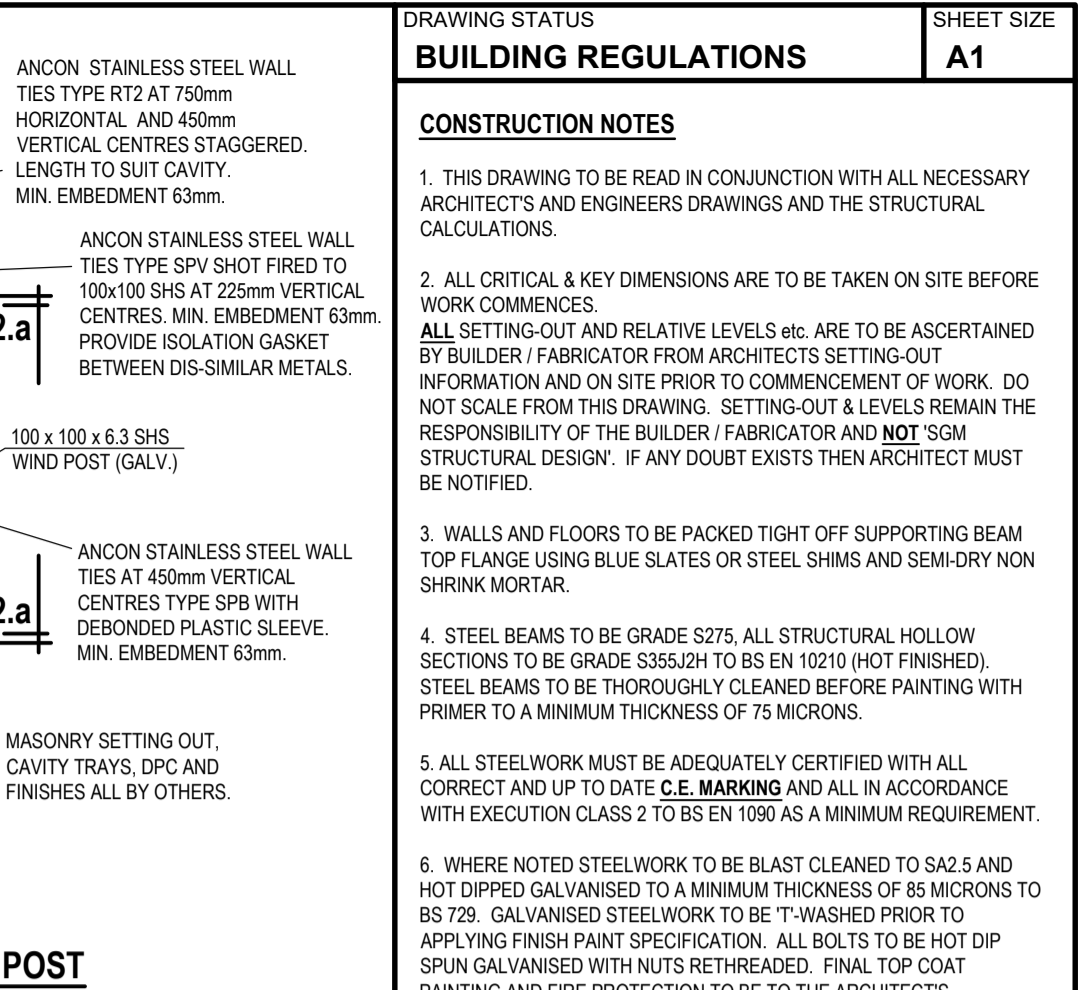 ANCON STAINLESS STEEL WALL
TIES TYPE RT2 AT 750mm
HORIZONTAL AND 450mm
VERTICAL CENTRES STAGGERED.
LENGTH TO SUIT CAVITY.
MIN. EMBEDMENT 63mm.
ANCON STAINLESS STEEL WALL
TIES TYPE SPV SHOT FIRED TO
100x100 SHS AT 225mm VERTICAL
CENTRES. MIN. EMBEDMENT 63mm.
PROVIDE ISOLATION GASKET
BETWEEN DIS-SIMILAR METALS.
2.a
100 x 100 x 6.3 SHS
WIND POST (GALV.)
ANCON STAINLESS STEEL WALL
TIES AT 450mm VERTICAL
CENTRES TYPE SPB WITH
DEBONDED PLASTIC SLEEVE.
MIN. EMBEDMENT 63mm.
2.a
MASONRY SETTING OUT,
CAVITY TRAYS, DPC AND
FINISHES ALL BY OTHERS.
POST
DRAWING STATUS
BUILDING REGULATIONS
SHEET SIZE
A1
CONSTRUCTION NOTES
1. THIS DRAWING TO BE READ IN CONJUNCTION WITH ALL NECESSARY
ARCHITECT'S AND ENGINEERS DRAWINGS AND THE STRUCTURAL
CALCULATIONS.
2. ALL CRITICAL & KEY DIMENSIONS ARE TO BE TAKEN ON SITE BEFORE
WORK COMMENCES.
ALL SETTING-OUT AND RELATIVE LEVELS etc. ARE TO BE ASCERTAINED
BY BUILDER / FABRICATOR FROM ARCHITECTS SETTING-OUT
INFORMATION AND ON SITE PRIOR TO COMMENCEMENT OF WORK. DO
NOT SCALE FROM THIS DRAWING. SETTING-OUT & LEVELS REMAIN THE
RESPONSIBILITY OF THE BUILDER / FABRICATOR AND NOT 'SGM
STRUCTURAL DESIGN'. IF ANY DOUBT EXISTS THEN ARCHITECT MUST
BE NOTIFIED.
3. WALLS AND FLOORS TO BE PACKED TIGHT OFF SUPPORTING BEAM
TOP FLANGE USING BLUE SLATES OR STEEL SHIMS AND SEMI-DRY NON
SHRINK MORTAR.
4. STEEL BEAMS TO BE GRADE S275, ALL STRUCTURAL HOLLOW
SECTIONS TO BE GRADE S355J2H TO BS EN 10210 (HOT FINISHED).
STEEL BEAMS TO BE THOROUGHLY CLEANED BEFORE PAINTING WITH
PRIMER TO A MINIMUM THICKNESS OF 75 MICRONS.
5. ALL STEELWORK MUST BE ADEQUATELY CERTIFIED WITH ALL
CORRECT AND UP TO DATE C.E. MARKING AND ALL IN ACCORDANCE
WITH EXECUTION CLASS 2 TO BS EN 1090 AS A MINIMUM REQUIREMENT.
6. WHERE NOTED STEELWORK TO BE BLAST CLEANED TO SA2.5 AND
HOT DIPPED GALVANISED TO A MINIMUM THICKNESS OF 85 MICRONS TO
BS 729. GALVANISED STEELWORK TO BE 'T'-WASHED PRIOR TO
APPLYING FINISH PAINT SPECIFICATION. ALL BOLTS TO BE HOT DIP
SPUN GALVANISED WITH NUTS RETHREADED. FINAL TOP COAT
PAINTING AND FIRE PROTECTION TO BE TO THE ARCHITECT'S